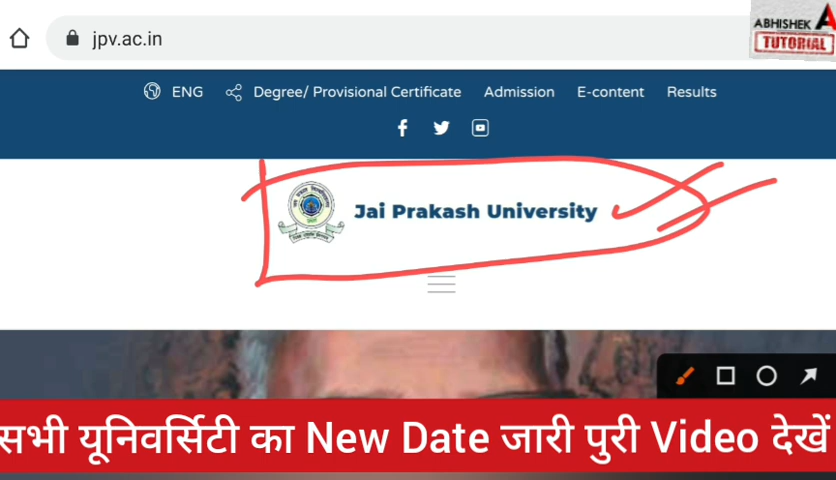 jpv.ac.in
ABHISHEK A
TUTORIAL
ENG Degree/ Provisional Certificate Admission E-content Results
Jai Prakash University
सभी यूनिवर्सिटी का New Date जारी पुरी Video देखें